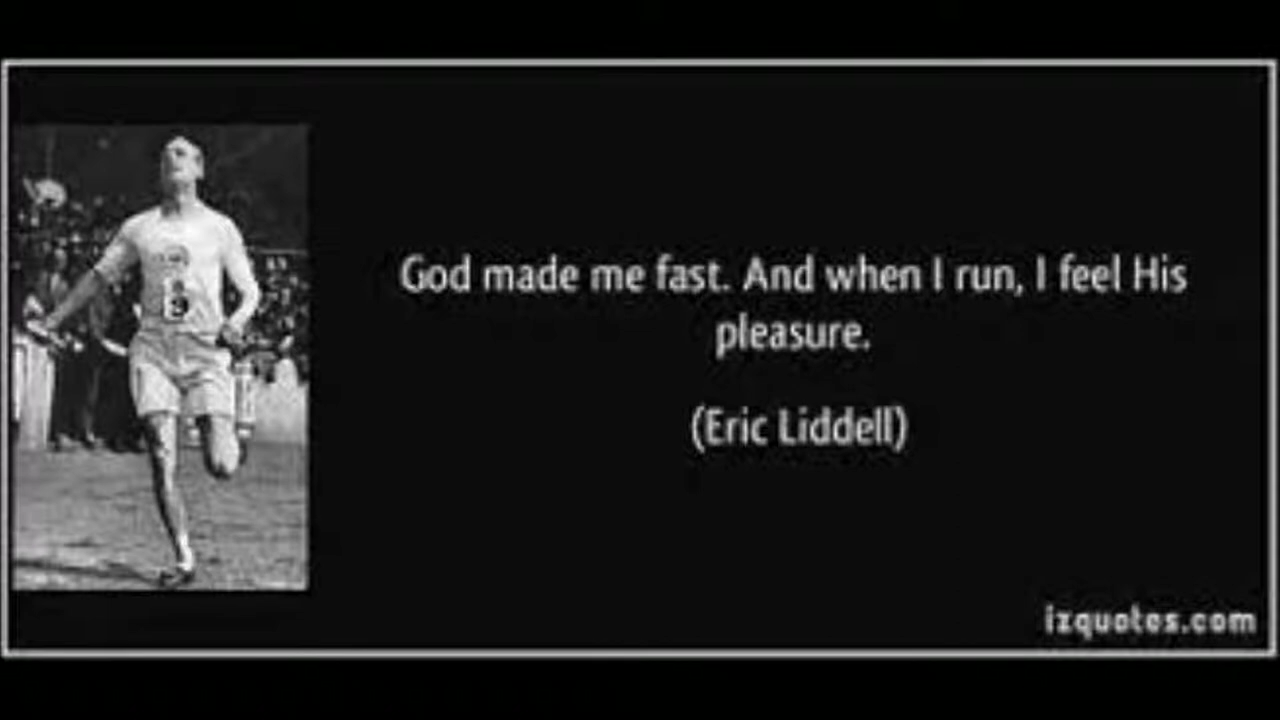 God made me fast. And when I run, I feel His
pleasure.
(Eric Liddell)
izquotes.com